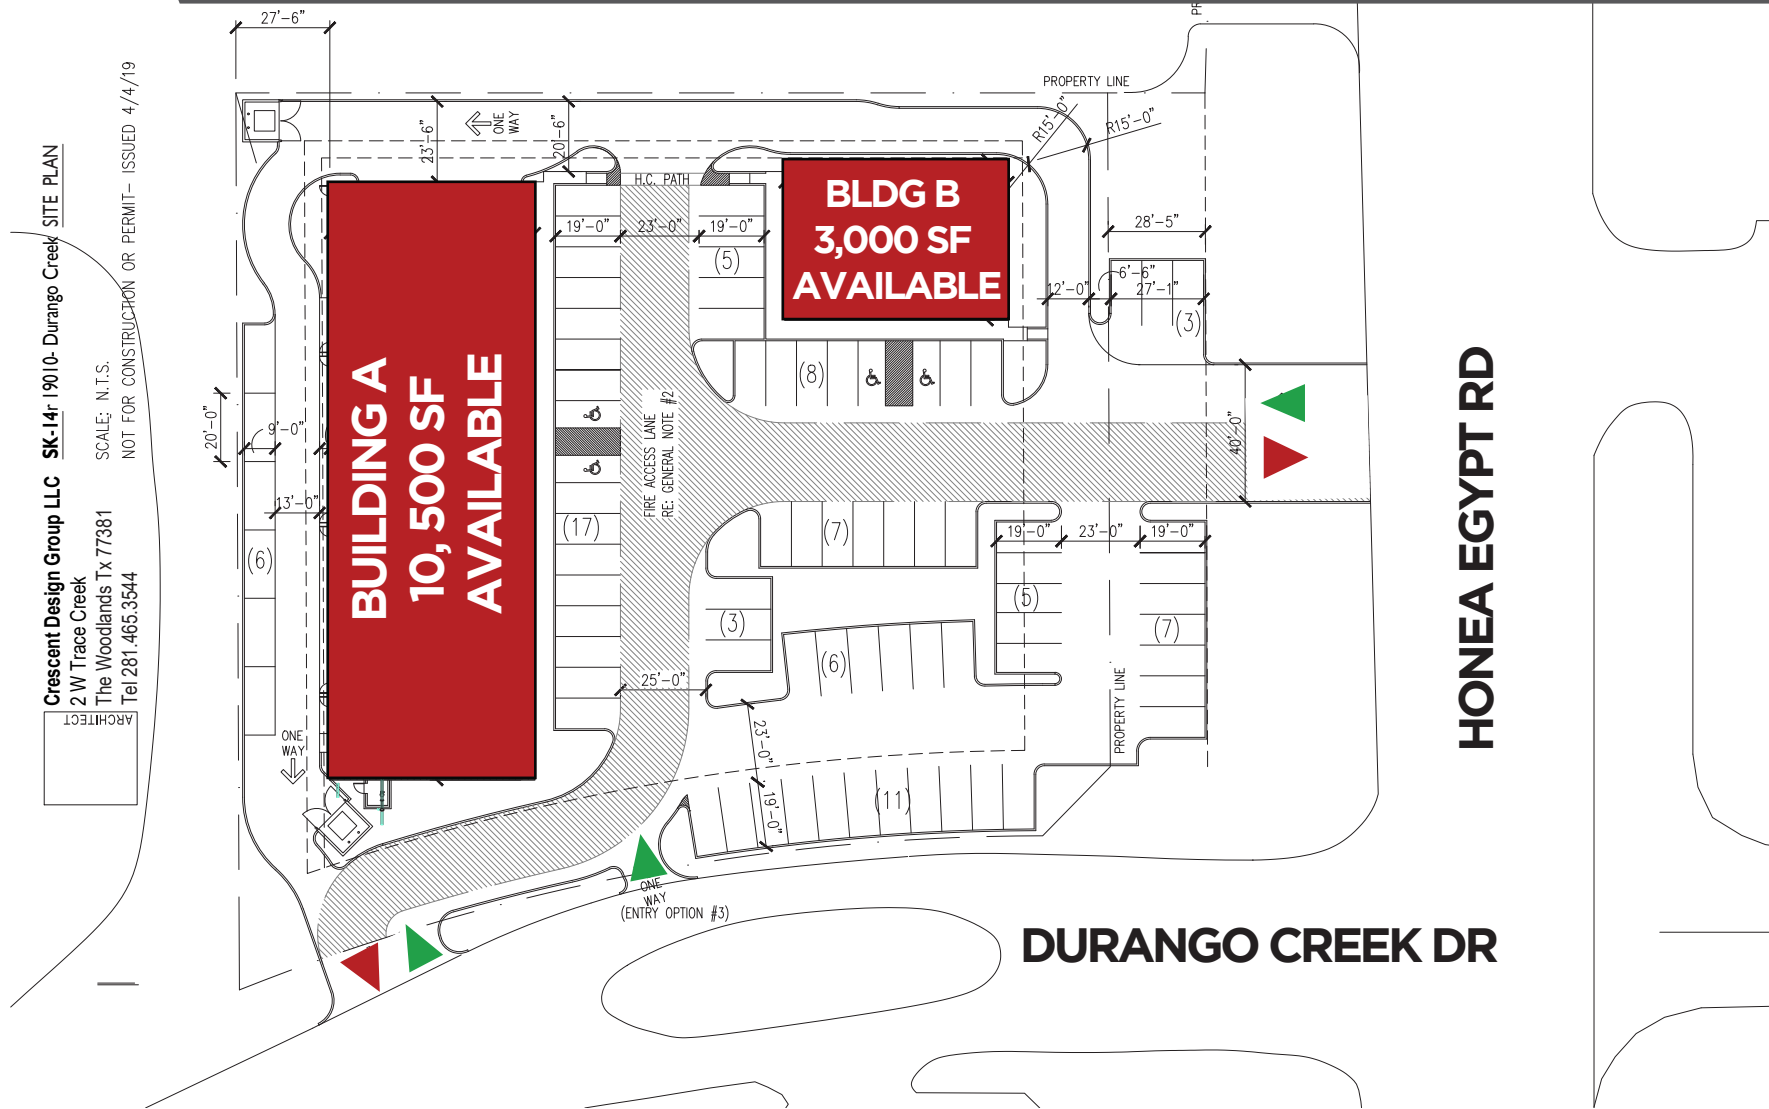 27'-6"
PR
PROPERTY LINE
ONE
WAY
23'-6"
20'-6"
R15'-0"
R15'-0"
H.C. PATH
19'-0"
23'-0"
19'-0"
(5)
BLDG B
3,000 SF
AVAILABLE
28'-5"
6'-6"
12'-0"
27'-1"
(3)
Crescent Design Group LLC SK-14r 19010- Durango Creek SITE PLAN
2 W Trace Creek
The Woodlands Tx 77381
Tel 281.465.3544
SCALE: N.T.S.
NOT FOR CONSTRUCTION OR PERMIT- ISSUED 4/4/19
ARCHITECT
20'-0"
9'-0"
13'-0"
(6)
BUILDING A
10, 500 SF
AVAILABLE
(17)
FIRE ACCESS LANE
RE: GENERAL NOTE #2
(8)
40'-0"
HONEA EGYPT RD
(7)
19'-0"
23'-0"
19'-0"
(5)
(7)
(3)
(6)
25'-0"
PROPERTY LINE
23'-0"
19'-0"
(11)
ONE
WAY
ONE
WAY
(ENTRY OPTION #3)
DURANGO CREEK DR